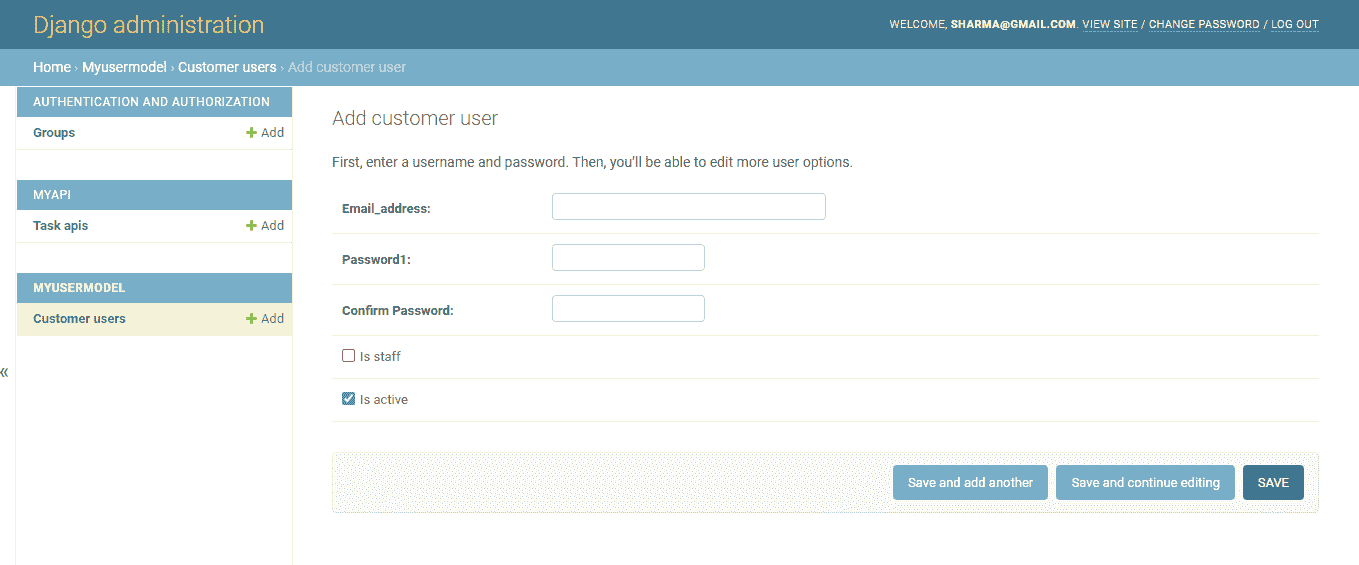 Django administration
WELCOME, SHARMA@GMAIL.COM. VIEW SITE / CHANGE PASSWORD / LOG OUT
Home › Myusermodel › Customer users › Add customer user
AUTHENTICATION AND AUTHORIZATION
Groups + Add
MYAPI
Task apis + Add
MYUSERMODEL
Customer users + Add
«
Add customer user
First, enter a username and password. Then, you’ll be able to edit more user options.
Email_address:
Password1:
Confirm Password:
Is staff
Is active
Save and add another Save and continue editing SAVE